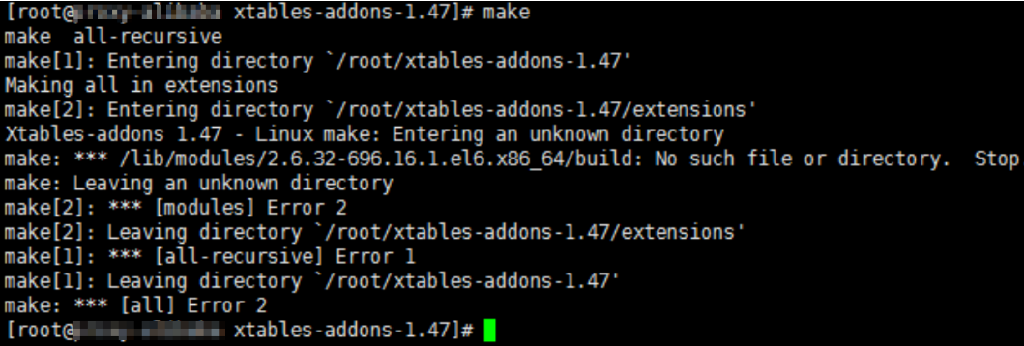 [root@ xtables-addons-1.47]# make
make  all-recursive
make[1]: Entering directory `/root/xtables-addons-1.47'
Making all in extensions
make[2]: Entering directory `/root/xtables-addons-1.47/extensions'
Xtables-addons 1.47 - Linux make: Entering an unknown directory
make: *** /lib/modules/2.6.32-696.16.1.el6.x86_64/build: No such file or directory.  Stop
make: Leaving an unknown directory
make[2]: *** [modules] Error 2
make[2]: Leaving directory `/root/xtables-addons-1.47/extensions'
make[1]: *** [all-recursive] Error 1
make[1]: Leaving directory `/root/xtables-addons-1.47'
make: *** [all] Error 2
[root@ xtables-addons-1.47]#